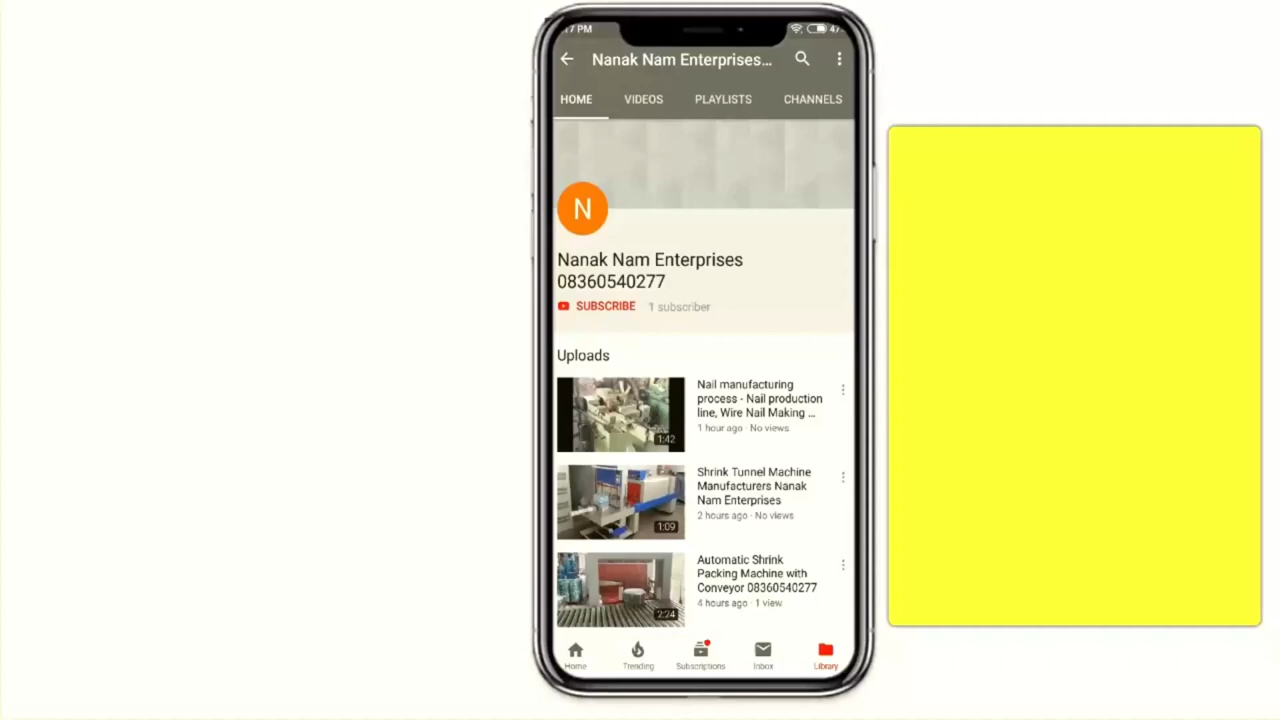 :17 PM
47
Nanak Nam Enterprises...
HOME VIDEOS PLAYLISTS CHANNELS
N
Nanak Nam Enterprises
08360540277
SUBSCRIBE 1 subscriber
Uploads
Nail manufacturing
process - Nail production
line, Wire Nail Making ...
1 hour ago · No views
1:42
Shrink Tunnel Machine
Manufacturers Nanak
Nam Enterprises
2 hours ago · No views
1:09
Automatic Shrink
Packing Machine with
Conveyor 08360540277
4 hours ago · 1 view
2:24
Home Trending Subscriptions Inbox Library